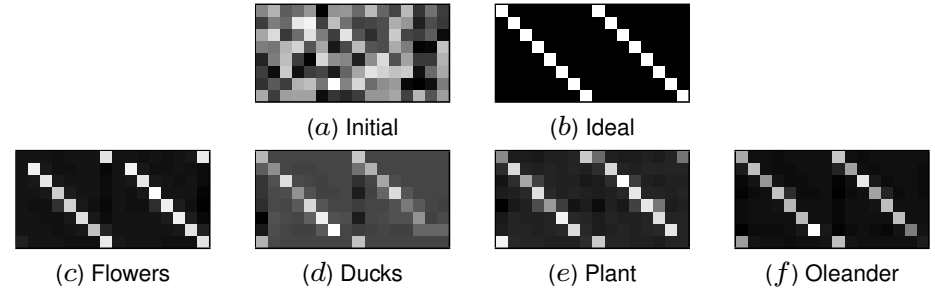 (a) Initial
(b) Ideal
(c) Flowers
(d) Ducks
(e) Plant
(f) Oleander